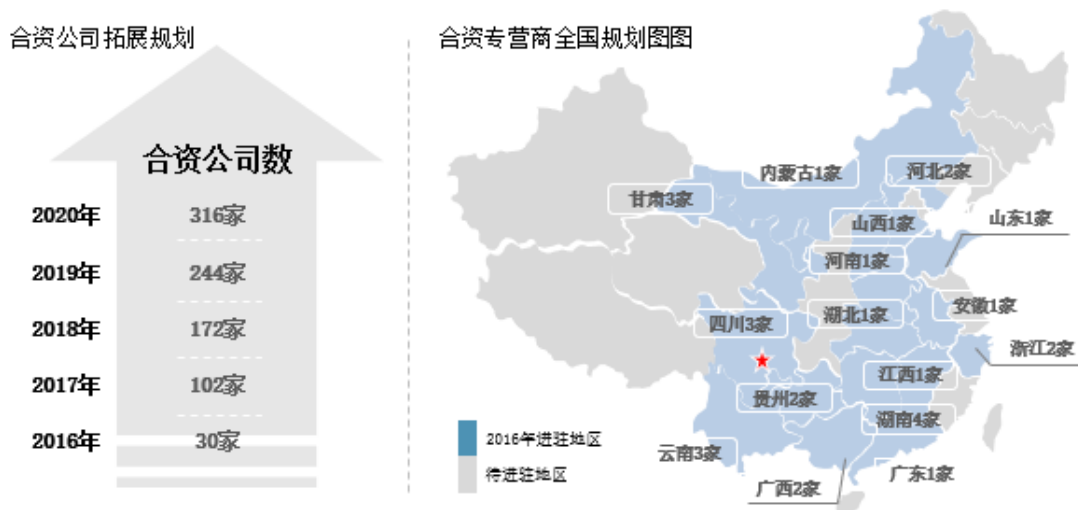 合资公司拓展规划
合资公司数
2020年 316家
2019年 244家
2018年 172家
2017年 102家
2016年 30家
合资专营商全国规划图图
内蒙古1家
河北2家
甘肃3家
山西1家
山东1家
河南1家
安徽1家
四川3家
湖北1家
浙江2家
江西1家
贵州2家
湖南4家
云南3家
广东1家
广西2家
2016年进驻地区
待进驻地区